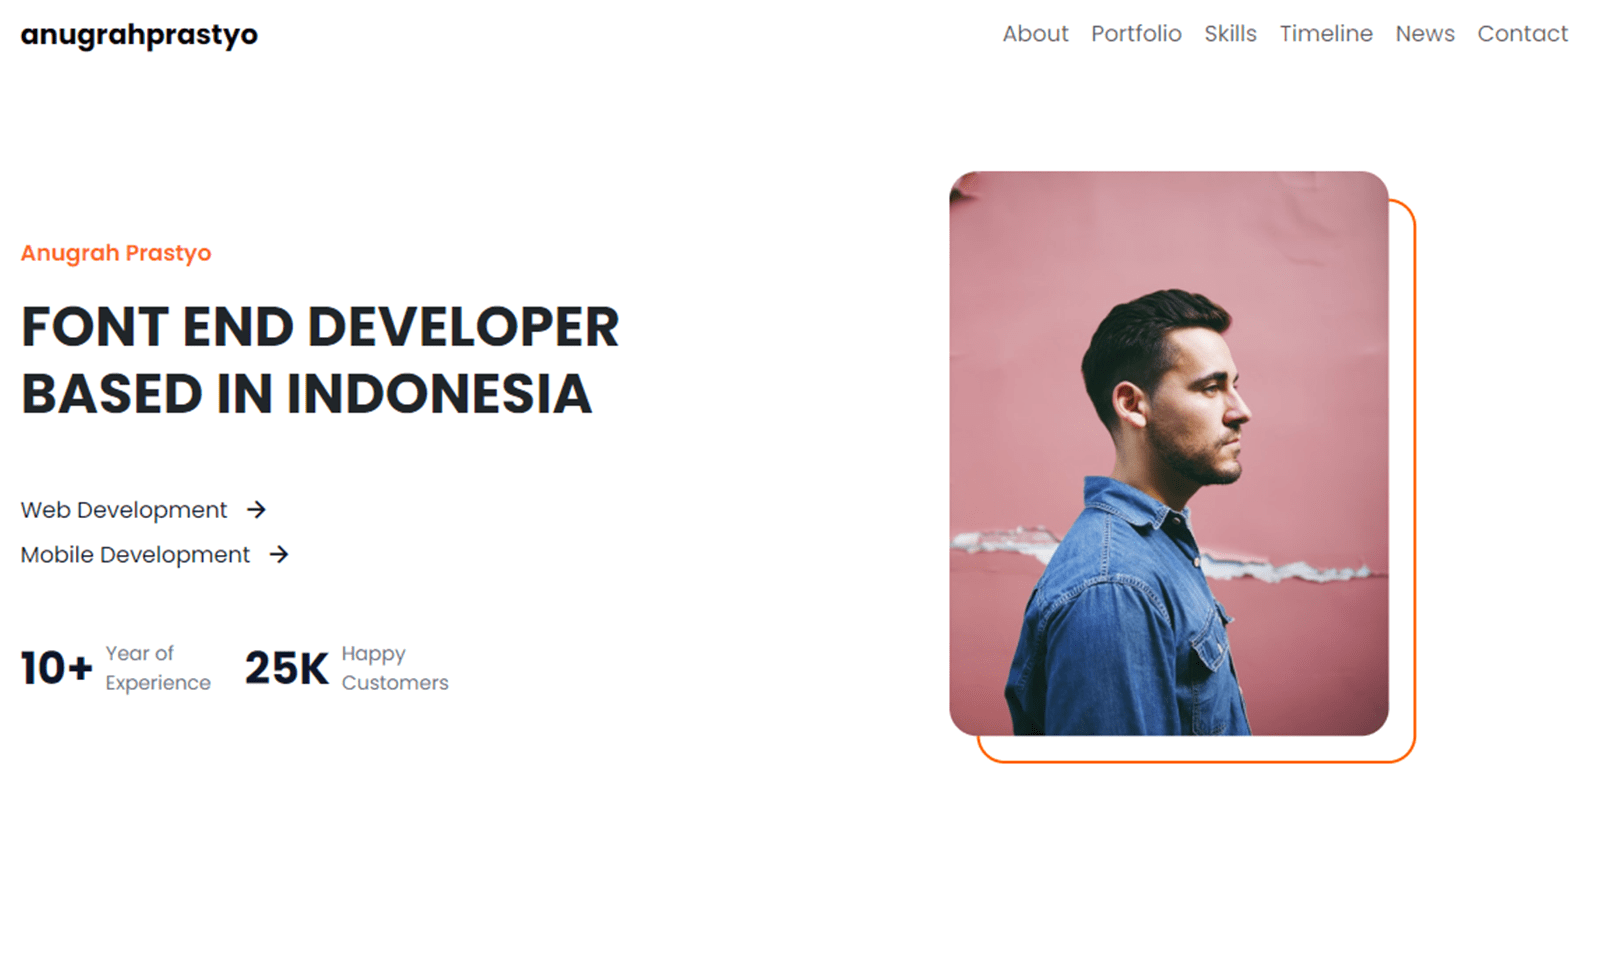 anugrahprastyo
About Portfolio Skills Timeline News Contact
Anugrah Prastyo
FONT END DEVELOPER
BASED IN INDONESIA
Web Development →
Mobile Development →
10+ Year of
Experience
25K Happy
Customers